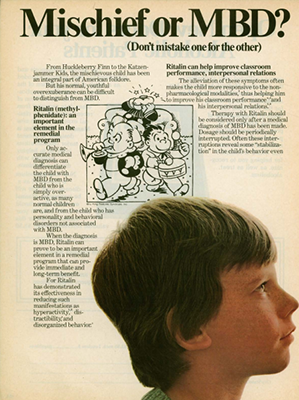 Mischief or MBD?
(Don't mistake one for the other)
From Huckleberry Finn to the Katzen-
jammer Kids, the mischievous child has been
an integral part of American folklore.
But his normal, youthful
overexuberance can be difficult
to distinguish from MBD.
Ritalin (methyl-
phenidate): an
important
element in the
remedial
program
Only ac-
curate medical
diagnosis can
differentiate
the child with
MBD from the
child who is
simply over-
active, as many
normal children
are, and from the child who has
personality and behavioral
disorders not associated
with MBD.
When the diagnosis
is MBD, Ritalin can
prove to be an important
element in a remedial
program that can pro-
vide immediate and
long-term benefit.
For Ritalin
has demonstrated
its effectiveness in
reducing such
manifestations as
hyperactivity, dis-
tractibility, and
disorganized behavior.
Ritalin can help improve classroom
performance, interpersonal relations
The alleviation of these symptoms often
makes the child more responsive to the non-
pharmacological modalities, thus helping him
to improve his classroom performance and
his interpersonal relations.
Therapy with Ritalin should
be considered only after a medical
diagnosis of MBD has been made.
Dosage should be periodically
interrupted. Often these inter-
ruptions reveal some "stabiliza-
tion" in the child's behavior even